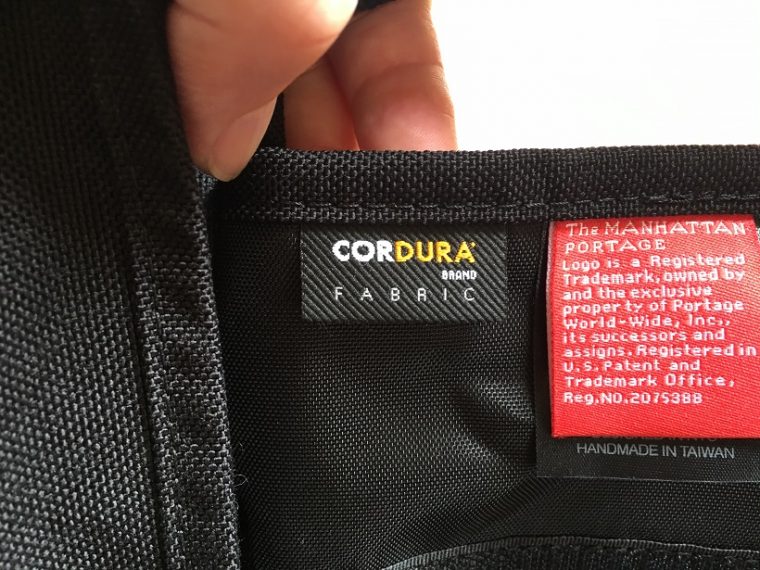 CORDURA
BRAND
FABRIC
The MANHATTAN
PORTAGE
Logo is a Registered
Trademark, owned by
and the exclusive
property of Portage
World-Wide, Inc.,
its successors and
assigns. Registered in
U.S. Patent and
Trademark Office,
Reg.NO.2075388
HANDMADE IN TAIWAN